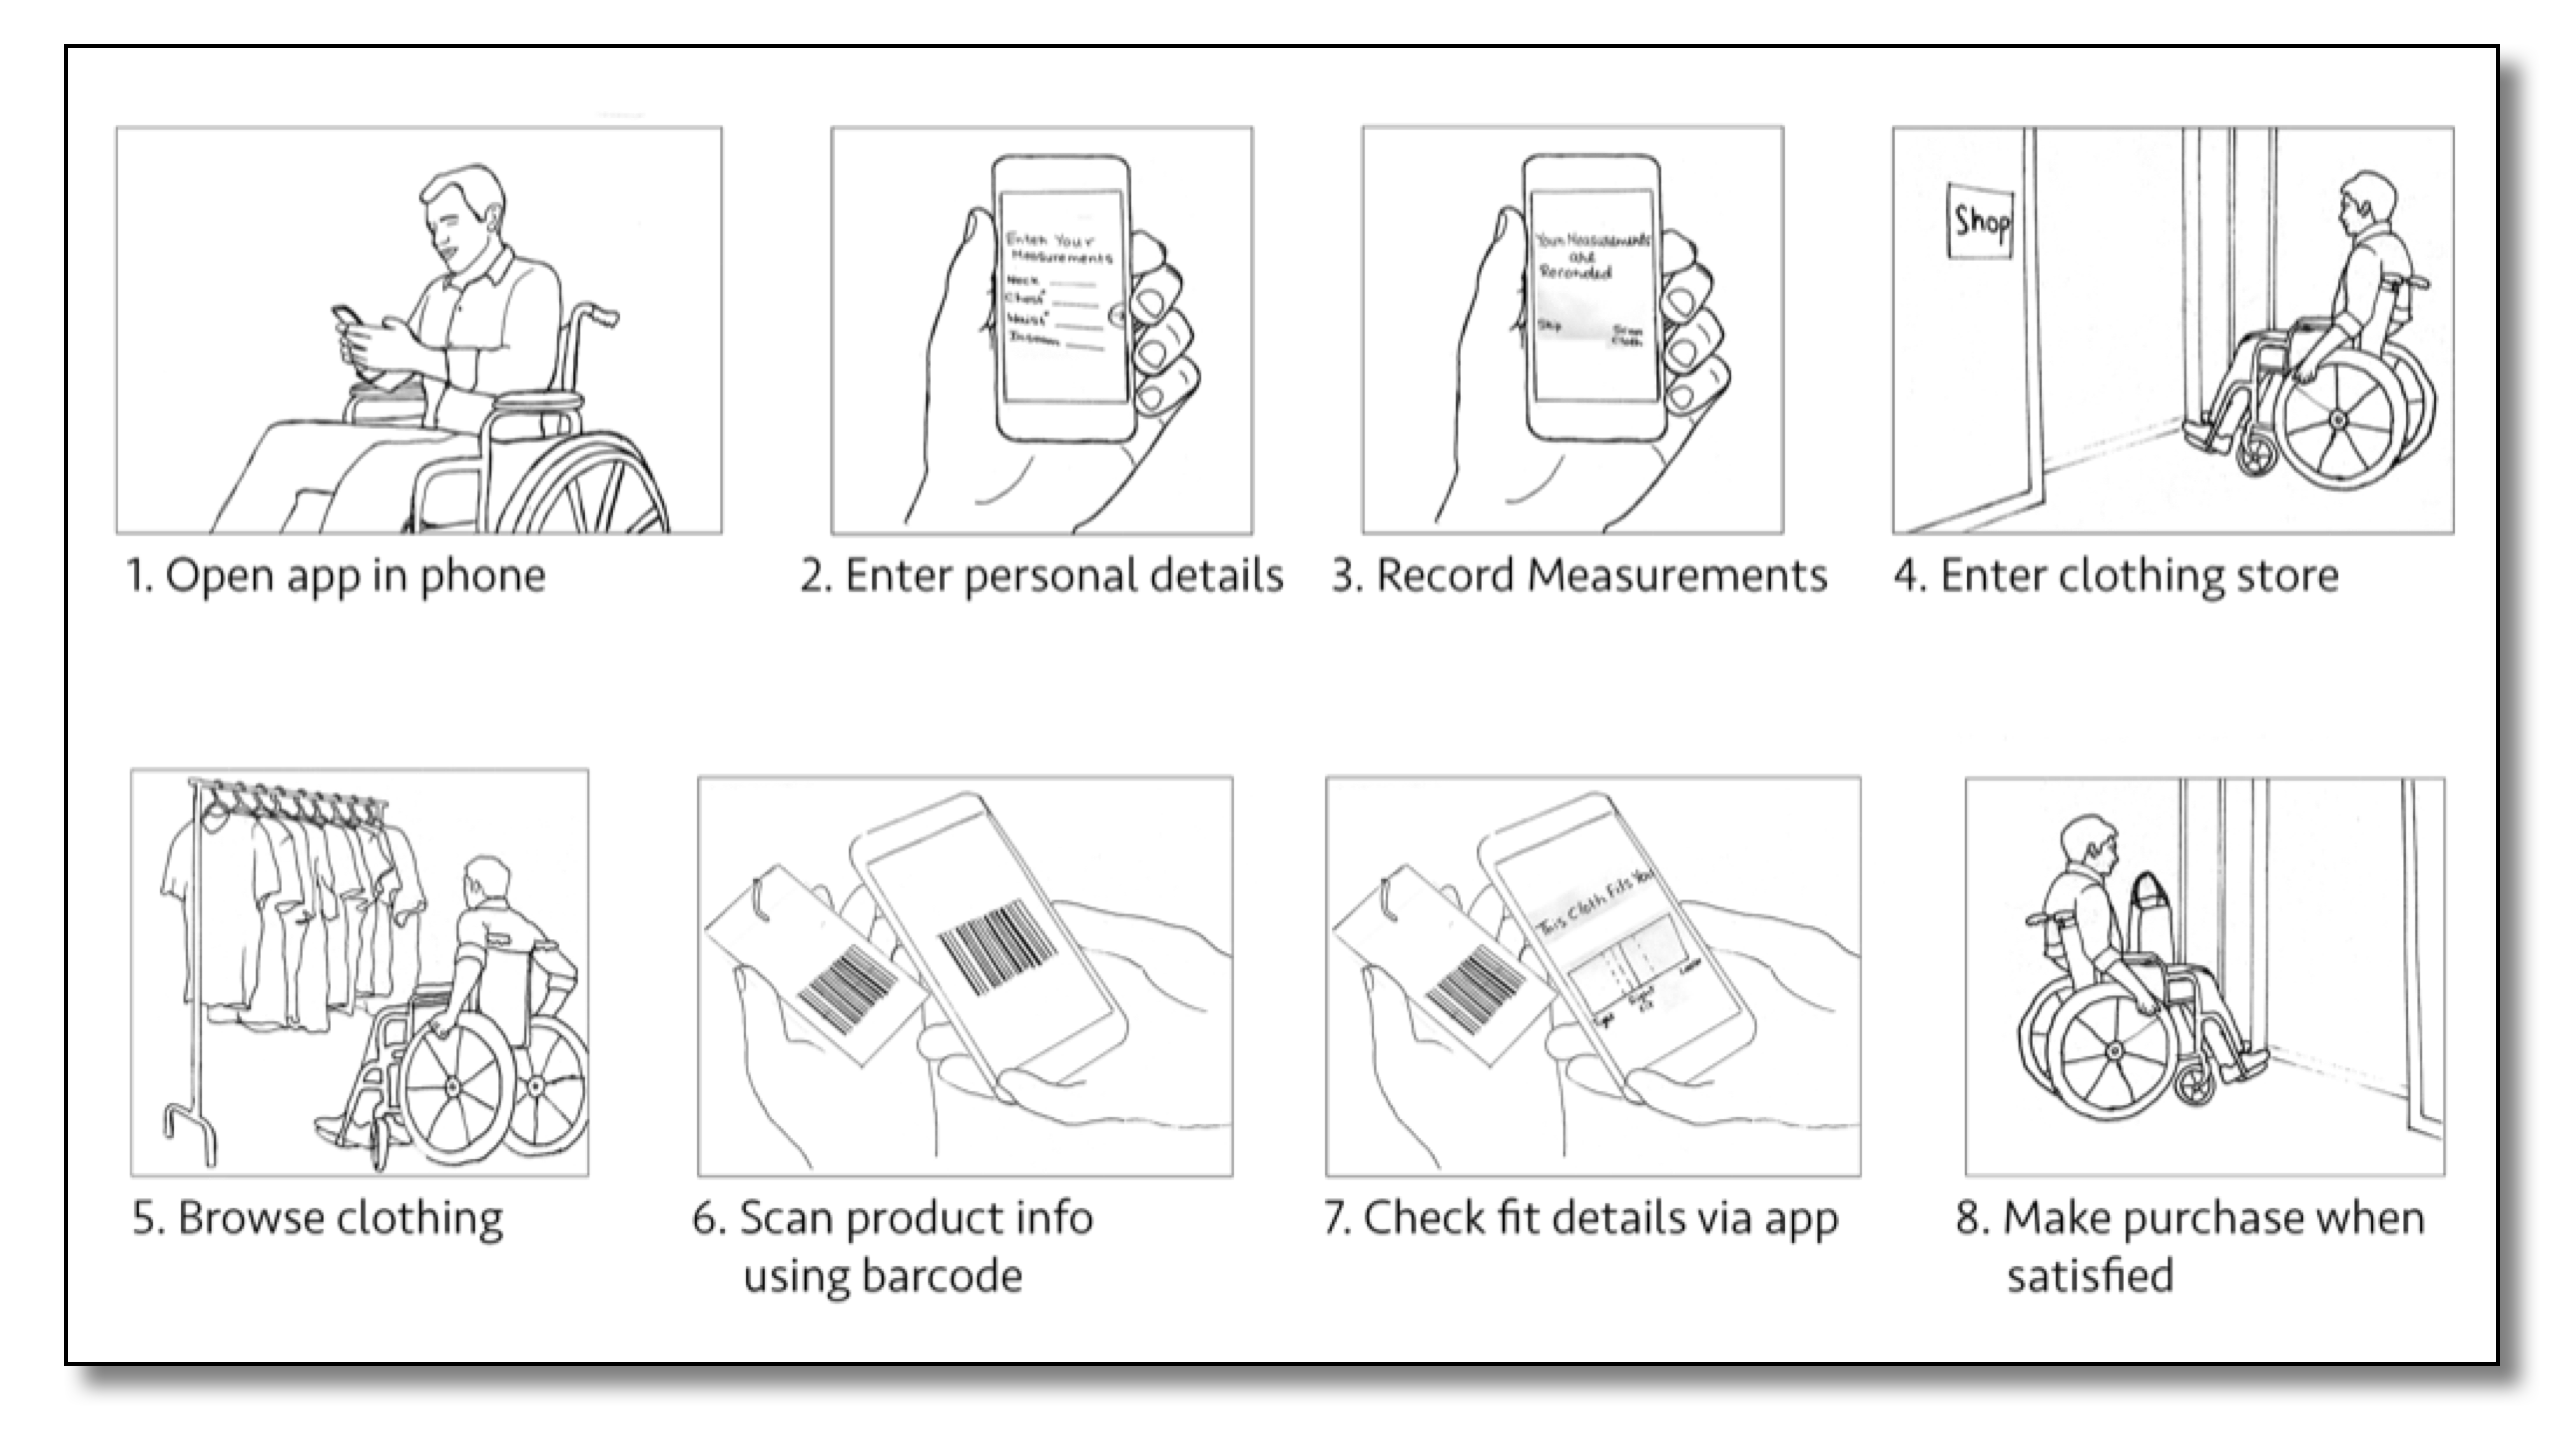 Enter Your
Measurements
Neck
Chest
Waist
Inseam
Your Measurements
are
Recorded
Skip
Scan
Cloth
Shop
1. Open app in phone
2. Enter personal details
3. Record Measurements
4. Enter clothing store
This Cloth Fits You
Tight
Right
Fit
Loose
5. Browse clothing
6. Scan product info
using barcode
7. Check fit details via app
8. Make purchase when
satisfied